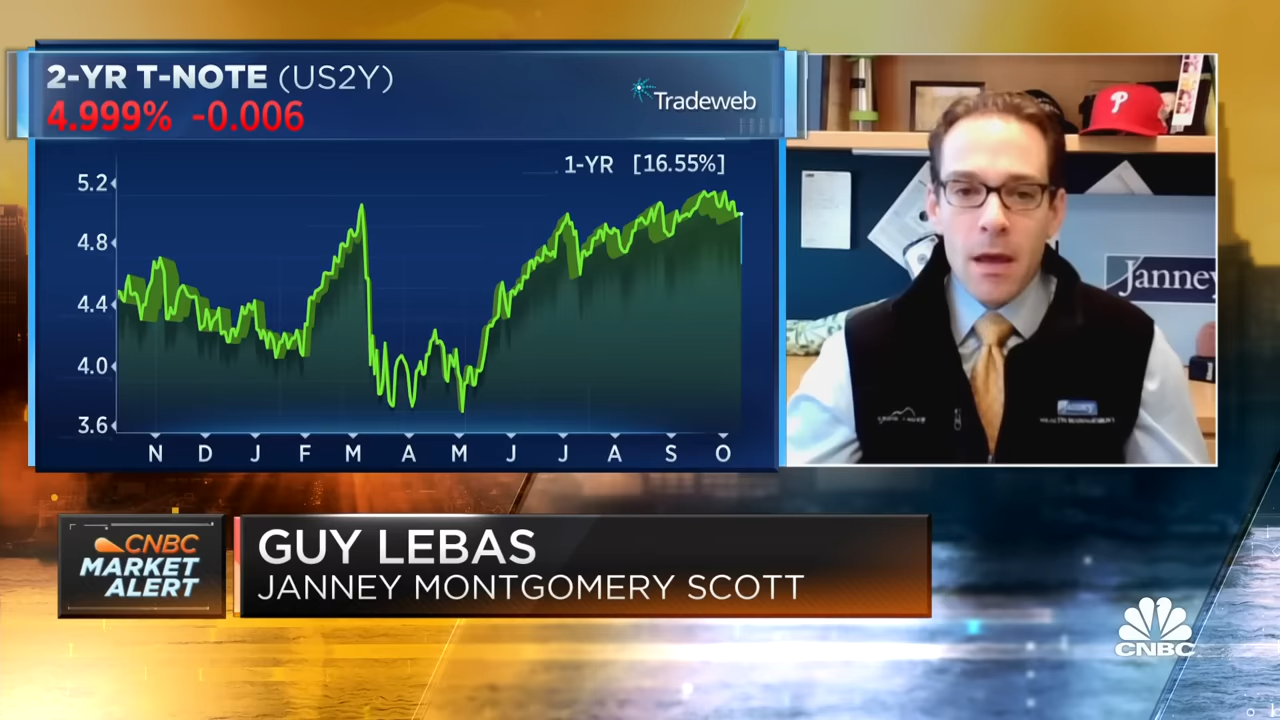 2-YR T-NOTE (US2Y)
4.999% -0.006
Tradeweb
1-YR [16.55%]
5.2
4.8
4.4
4.0
3.6
N D J F M A M J J A S O
P
Janney
CNBC
MARKET
ALERT
GUY LEBAS
JANNEY MONTGOMERY SCOTT
CNBC